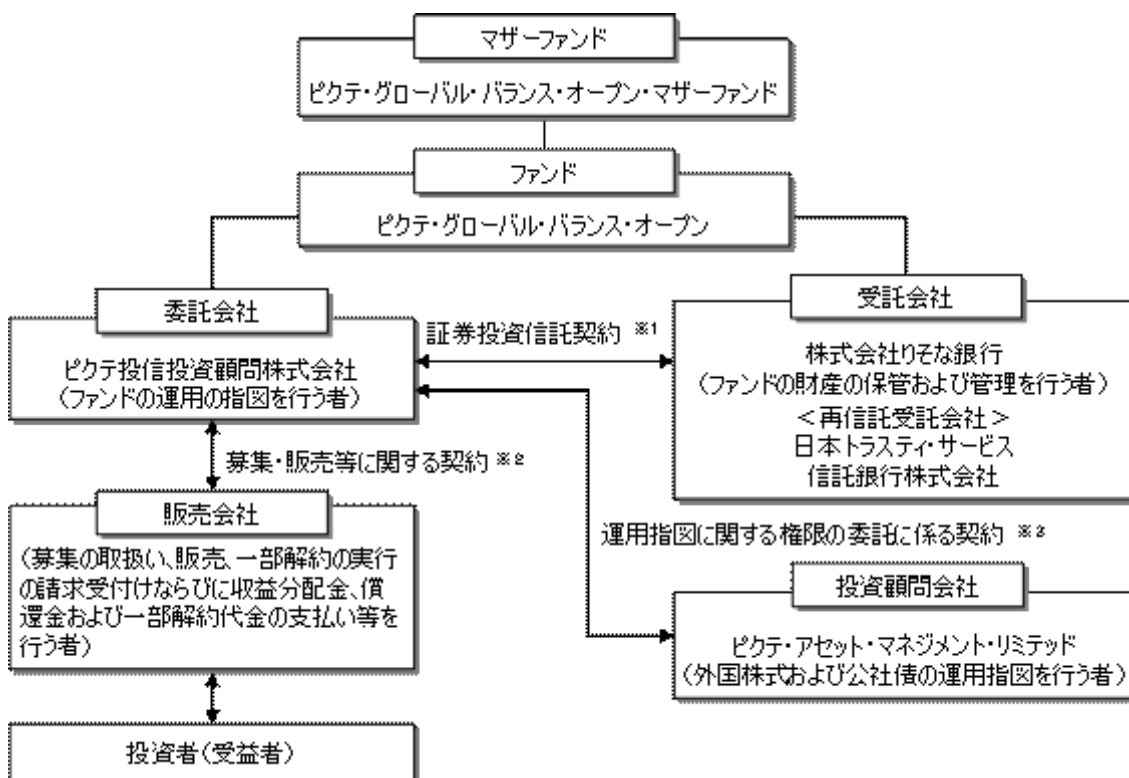 マザーファンド
ピクテ・グローバル・バランス・オープン・マザーファンド
ファンド
ピクテ・グローバル・バランス・オープン
委託会社
ピクテ投信投資顧問株式会社
(ファンドの運用の指図を行う者)
証券投資信託契約 ※1
受託会社
株式会社りそな銀行
(ファンドの財産の保管および管理を行う者)
<再信託受託会社>
日本トラスティ・サービス
信託銀行株式会社
募集・販売等に関する契約 ※2
販売会社
(募集の取扱い、販売、一部解約の実行
の請求受付けならびに収益分配金、償
還金および一部解約代金の支払い等を
行う者)
運用指図に関する権限の委託に係る契約 ※3
投資顧問会社
ピクテ・アセット・マネジメント・リミテッド
(外国株式および公社債の運用指図を行う者)
投資者(受益者)